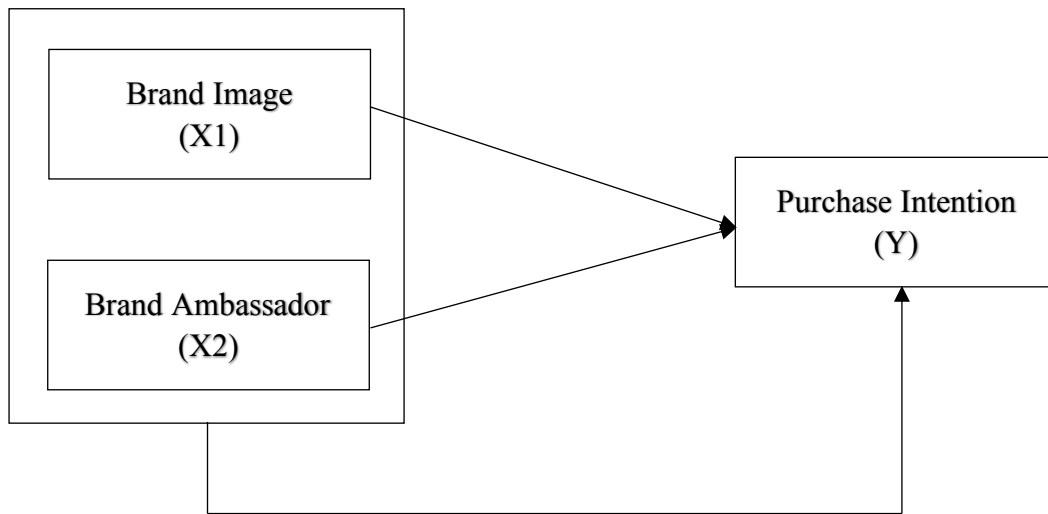 Brand Image
(X1)
Purchase Intention
(Y)
Brand Ambassador
(X2)